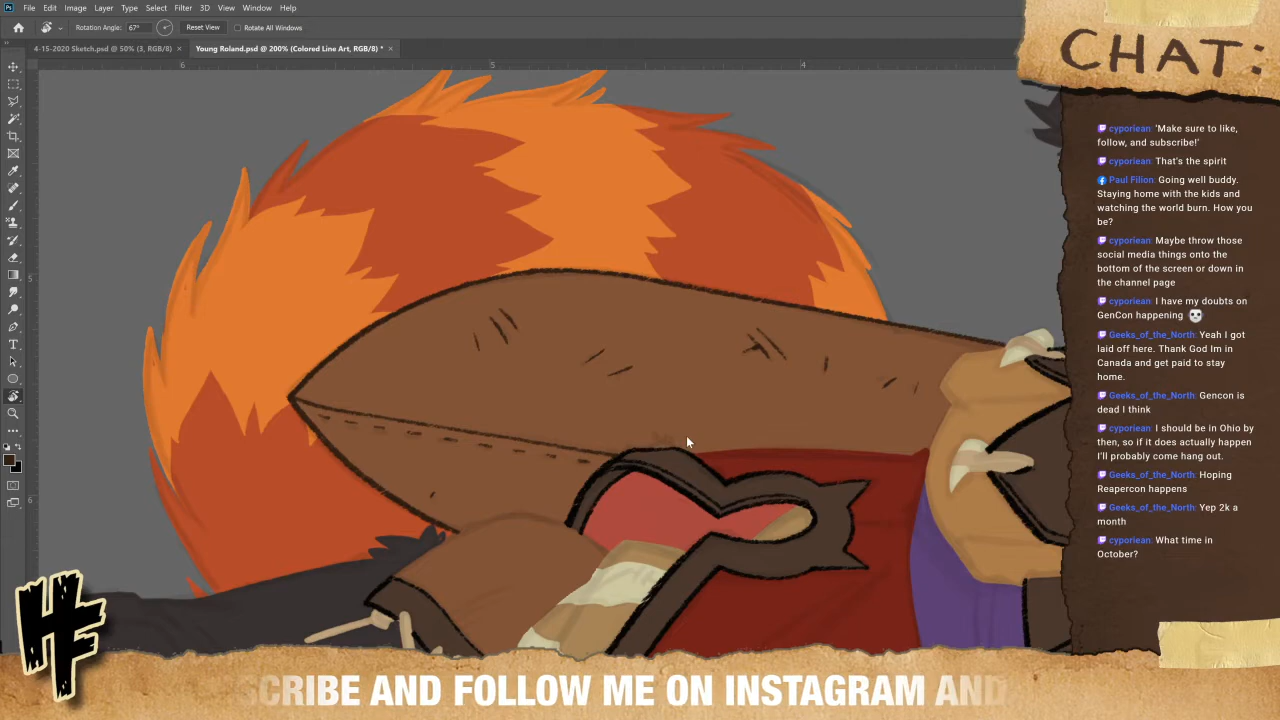 File Edit Image Layer Type Select Filter 3D View Window Help
Rotation Angle: 67° Reset View Rotate All Windows
4-15-2020 Sketch.psd @ 50% (3, RGB/8) × Young Roland.psd @ 200% (Colored Line Art, RGB/8) * ×
6 5 4
5
6
CHAT:
cyporiean: 'Make sure to like,
follow, and subscribe!'
cyporiean: That's the spirit
Paul Filion: Going well buddy.
Staying home with the kids and
watching the world burn. How you
be?
cyporiean: Maybe throw those
social media things onto the
bottom of the screen or down in
the channel page
cyporiean: I have my doubts on
GenCon happening 💀
Geeks_of_the_North: Yeah I got
laid off here. Thank God Im in
Canada and get paid to stay
home.
Geeks_of_the_North: Gencon is
dead I think
cyporiean: I should be in Ohio by
then, so if it does actually happen
I'll probably come hang out.
Geeks_of_the_North: Hoping
Reapercon happens
Geeks_of_the_North: Yep 2k a
month
cyporiean: What time in
October?
HF
SCRIBE AND FOLLOW ME ON INSTAGRAM AND